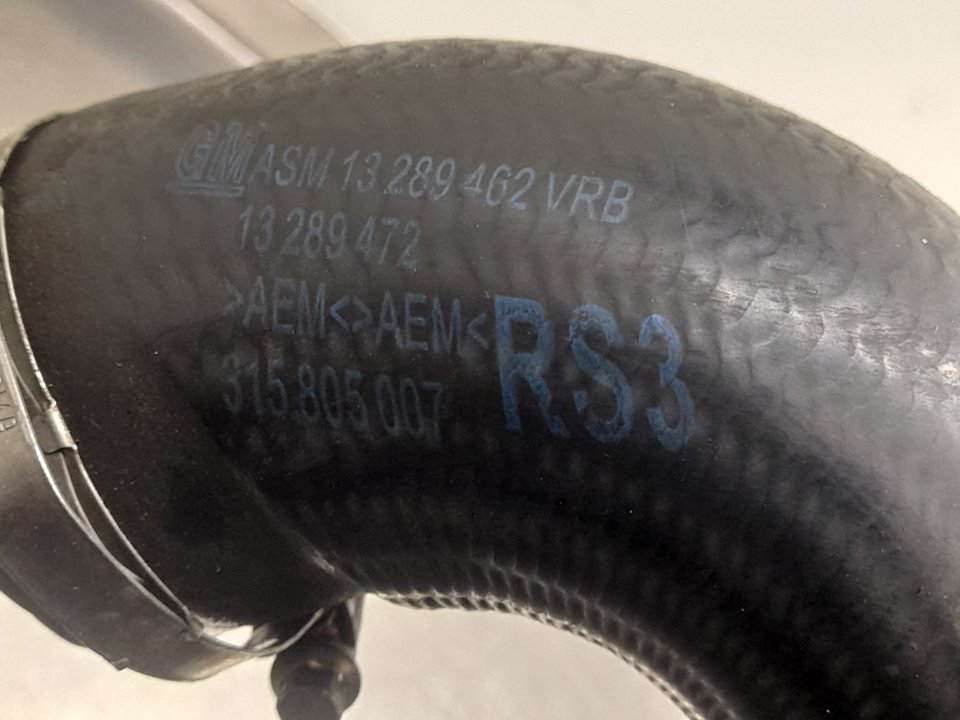 GM ASM 13 289 462 VRB
13 289 472
>AEM<>AEM<
315.805 007
RS3